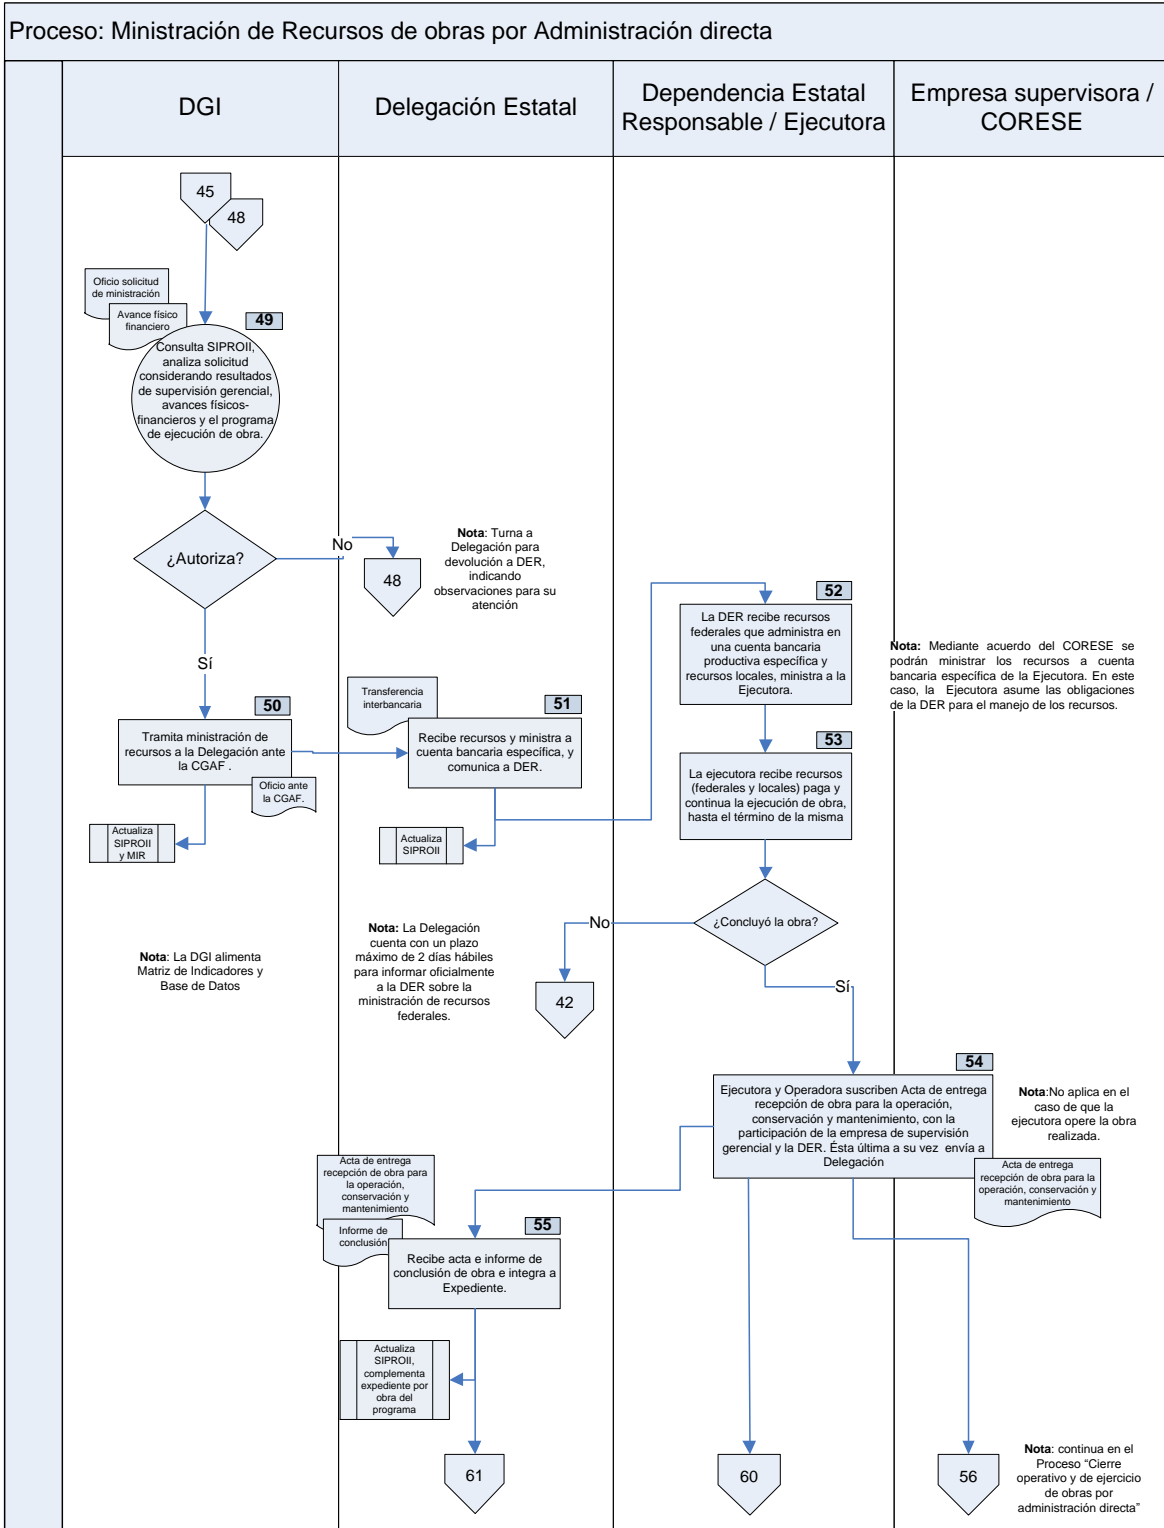 Proceso: Ministración de Recursos de obras por Administración directa
DGI
Delegación Estatal
Dependencia Estatal
Responsable / Ejecutora
Empresa supervisora /
CORESE
45
48
Oficio solicitud
de ministración
Avance físico
financiero
49
Consulta SIPROII,
analiza solicitud
considerando resultados
de supervisión gerencial,
avances físicos-
financieros y el programa
de ejecución de obra.
¿Autoriza?
No
48
Nota: Turna a
Delegación para
devolución a DER,
indicando
observaciones para su
atención
Sí
50
Tramita ministración de
recursos a la Delegación ante
la CGAF .
Oficio ante
la CGAF.
Actualiza
SIPROII
y MIR
Nota: La DGI alimenta
Matriz de Indicadores y
Base de Datos
Transferencia
interbancaria
51
Recibe recursos y ministra a
cuenta bancaria específica, y
comunica a DER.
Actualiza
SIPROII
Nota: La Delegación
cuenta con un plazo
máximo de 2 días hábiles
para informar oficialmente
a la DER sobre la
ministración de recursos
federales.
52
La DER recibe recursos
federales que administra en
una cuenta bancaria
productiva específica y
recursos locales, ministra a la
Ejecutora.
Nota: Mediante acuerdo del CORESE se
podrán ministrar los recursos a cuenta
bancaria específica de la Ejecutora. En este
caso, la Ejecutora asume las obligaciones
de la DER para el manejo de los recursos.
53
La ejecutora recibe recursos
(federales y locales) paga y
continua la ejecución de obra,
hasta el término de la misma
¿Concluyó la obra?
No
42
Sí
54
Ejecutora y Operadora suscriben Acta de entrega
recepción de obra para la operación,
conservación y mantenimiento, con la
participación de la empresa de supervisión
gerencial y la DER. Ésta última a su vez envía a
Delegación
Nota:No aplica en el
caso de que la
ejecutora opere la obra
realizada.
Acta de entrega
recepción de obra para la
operación, conservación y
mantenimiento
Acta de entrega
recepción de obra para
la operación,
conservación y
mantenimiento
Informe de
conclusión
55
Recibe acta e informe de
conclusión de obra e integra a
Expediente.
Actualiza
SIPROII,
complementa
expediente por
obra del
programa
61
60
56
Nota: continua en el
Proceso “Cierre
operativo y de ejercicio
de obras por
administración directa”